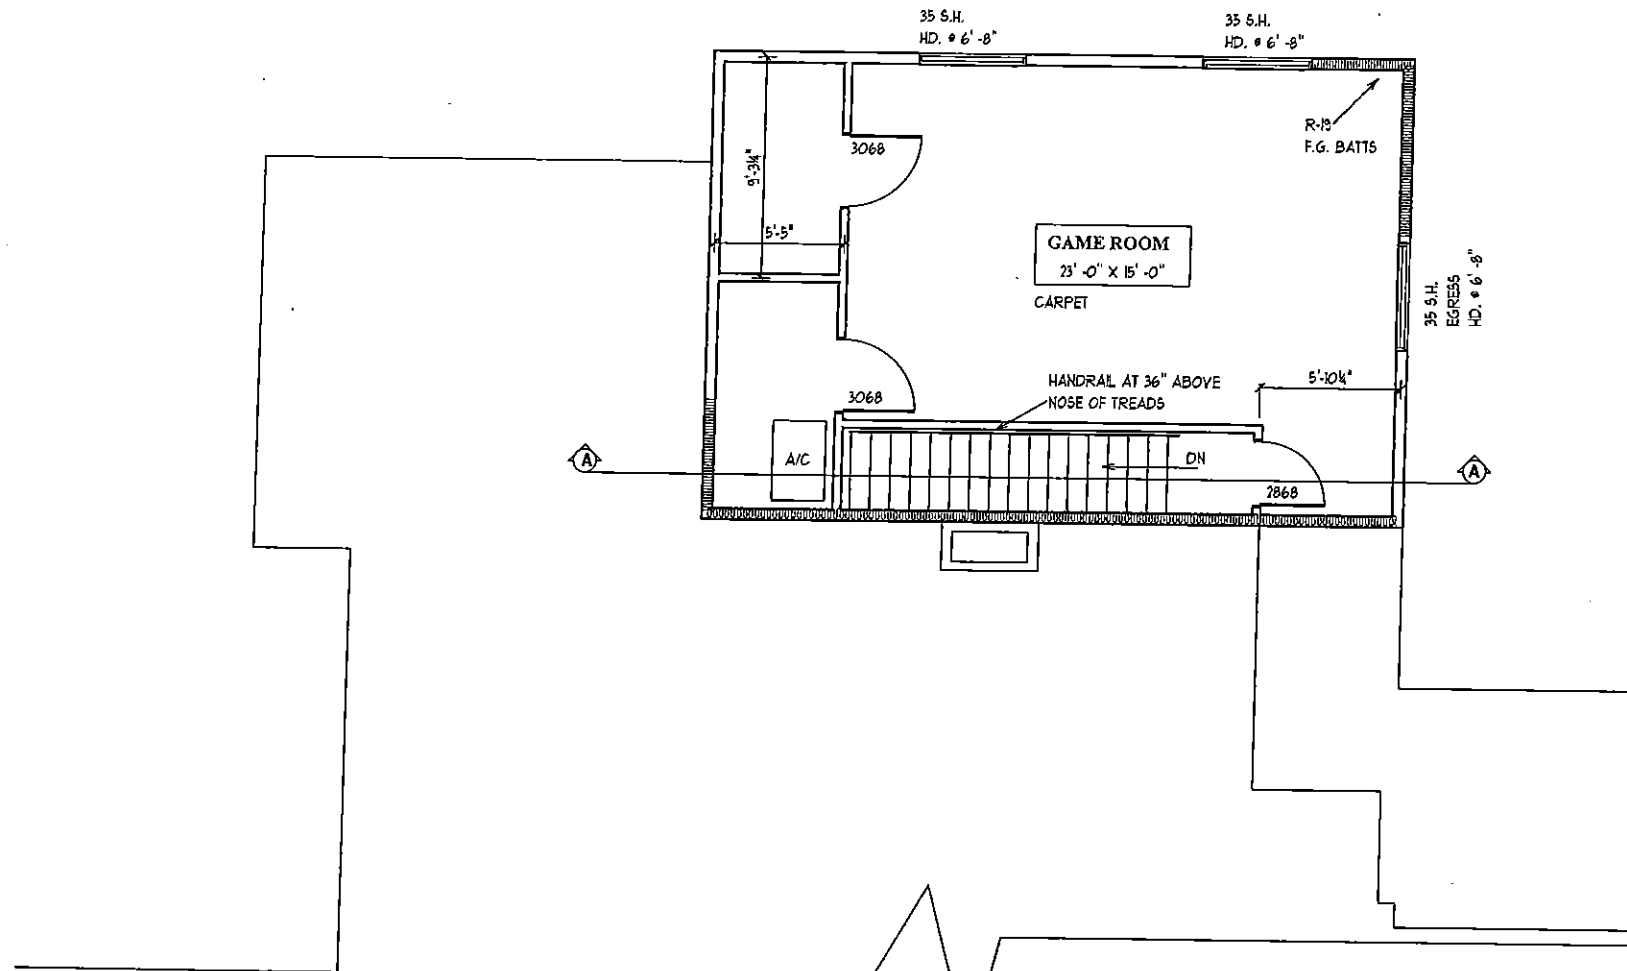 35 S.H.
HD. @ 6' -8"
35 S.H.
HD. @ 6' -8"
R-19
F.G. BATTS
3068
9'-3¼"
5'-5"
GAME ROOM
23' -0" X 15' -0"
CARPET
35 S.H.
EGRESS
HD. @ 6' -8"
HANDRAIL AT 36" ABOVE
NOSE OF TREADS
5'-10¼"
3068
A
A/C
DN
A
2868